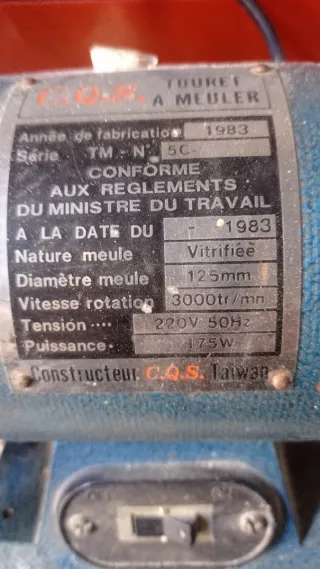 C.Q.S. TOURET
A MEULER
Année de fabrication 1983
Série TM - N° 5C-
CONFORME
AUX REGLEMENTS
DU MINISTRE DU TRAVAIL
A LA DATE DU - 1983
Nature meule Vitrifiée
Diamètre meule 125mm
Vitesse rotation 3000tr/mn
Tension .... 220V 50Hz
Puissance. 175W
Constructeur C.Q.S. Taiwan